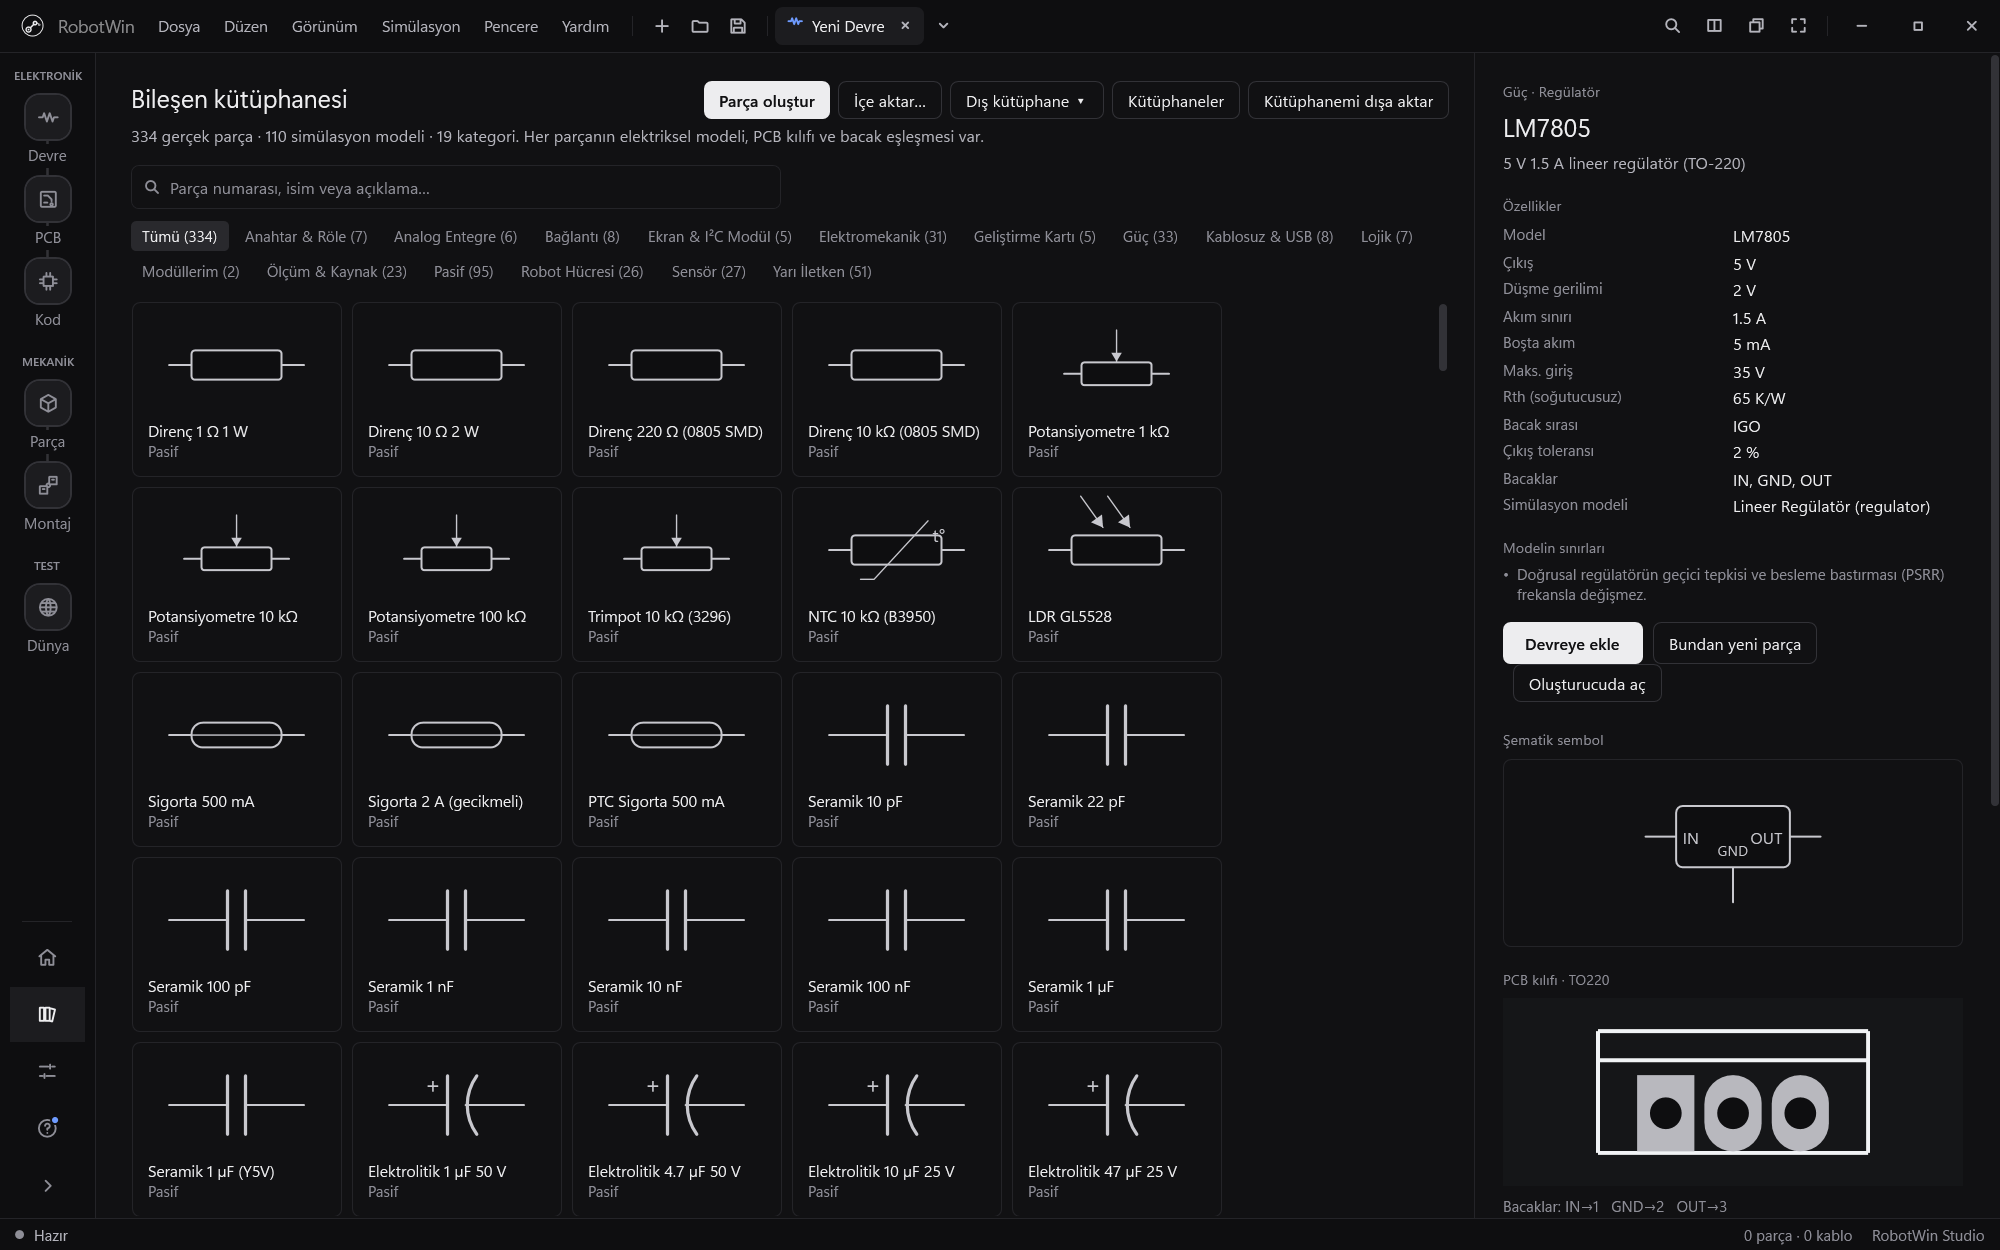 RobotWin Dosya Düzen Görünüm Simülasyon Pencere Yardım Yeni Devre
ELEKTRONİK
Devre
PCB
Kod
MEKANİK
Parça
Montaj
TEST
Dünya
Bileşen kütüphanesi
Parça oluştur İçe aktar... Dış kütüphane Kütüphaneler Kütüphanemi dışa aktar
334 gerçek parça · 110 simülasyon modeli · 19 kategori. Her parçanın elektriksel modeli, PCB kılıfı ve bacak eşleşmesi var.
Parça numarası, isim veya açıklama...
Tümü (334) Anahtar & Röle (7) Analog Entegre (6) Bağlantı (8) Ekran & I²C Modül (5) Elektromekanik (31) Geliştirme Kartı (5) Güç (33) Kablosuz & USB (8) Lojik (7)
Modüllerim (2) Ölçüm & Kaynak (23) Pasif (95) Robot Hücresi (26) Sensör (27) Yarı İletken (51)
Direnç 1 Ω 1 W
Pasif
Direnç 10 Ω 2 W
Pasif
Direnç 220 Ω (0805 SMD)
Pasif
Direnç 10 kΩ (0805 SMD)
Pasif
Potansiyometre 1 kΩ
Pasif
Potansiyometre 10 kΩ
Pasif
Potansiyometre 100 kΩ
Pasif
Trimpot 10 kΩ (3296)
Pasif
t°
NTC 10 kΩ (B3950)
Pasif
LDR GL5528
Pasif
Sigorta 500 mA
Pasif
Sigorta 2 A (gecikmeli)
Pasif
PTC Sigorta 500 mA
Pasif
Seramik 10 pF
Pasif
Seramik 22 pF
Pasif
Seramik 100 pF
Pasif
Seramik 1 nF
Pasif
Seramik 10 nF
Pasif
Seramik 100 nF
Pasif
Seramik 1 µF
Pasif
Seramik 1 µF (Y5V)
Pasif
+
Elektrolitik 1 µF 50 V
Pasif
+
Elektrolitik 4.7 µF 50 V
Pasif
+
Elektrolitik 10 µF 25 V
Pasif
+
Elektrolitik 47 µF 25 V
Pasif
Güç · Regülatör
LM7805
5 V 1.5 A lineer regülatör (TO-220)
Özellikler
Model LM7805
Çıkış 5 V
Düşme gerilimi 2 V
Akım sınırı 1.5 A
Boşta akım 5 mA
Maks. giriş 35 V
Rth (soğutucusuz) 65 K/W
Bacak sırası IGO
Çıkış toleransı 2 %
Bacaklar IN, GND, OUT
Simülasyon modeli Lineer Regülatör (regulator)
Modelin sınırları
• Doğrusal regülatörün geçici tepkisi ve besleme bastırması (PSRR)
frekansla değişmez.
Devreye ekle Bundan yeni parça
Oluşturucuda aç
Şematik sembol
IN OUT
GND
PCB kılıfı · TO220
Bacaklar: IN→1 GND→2 OUT→3
Hazır 0 parça · 0 kablo RobotWin Studio